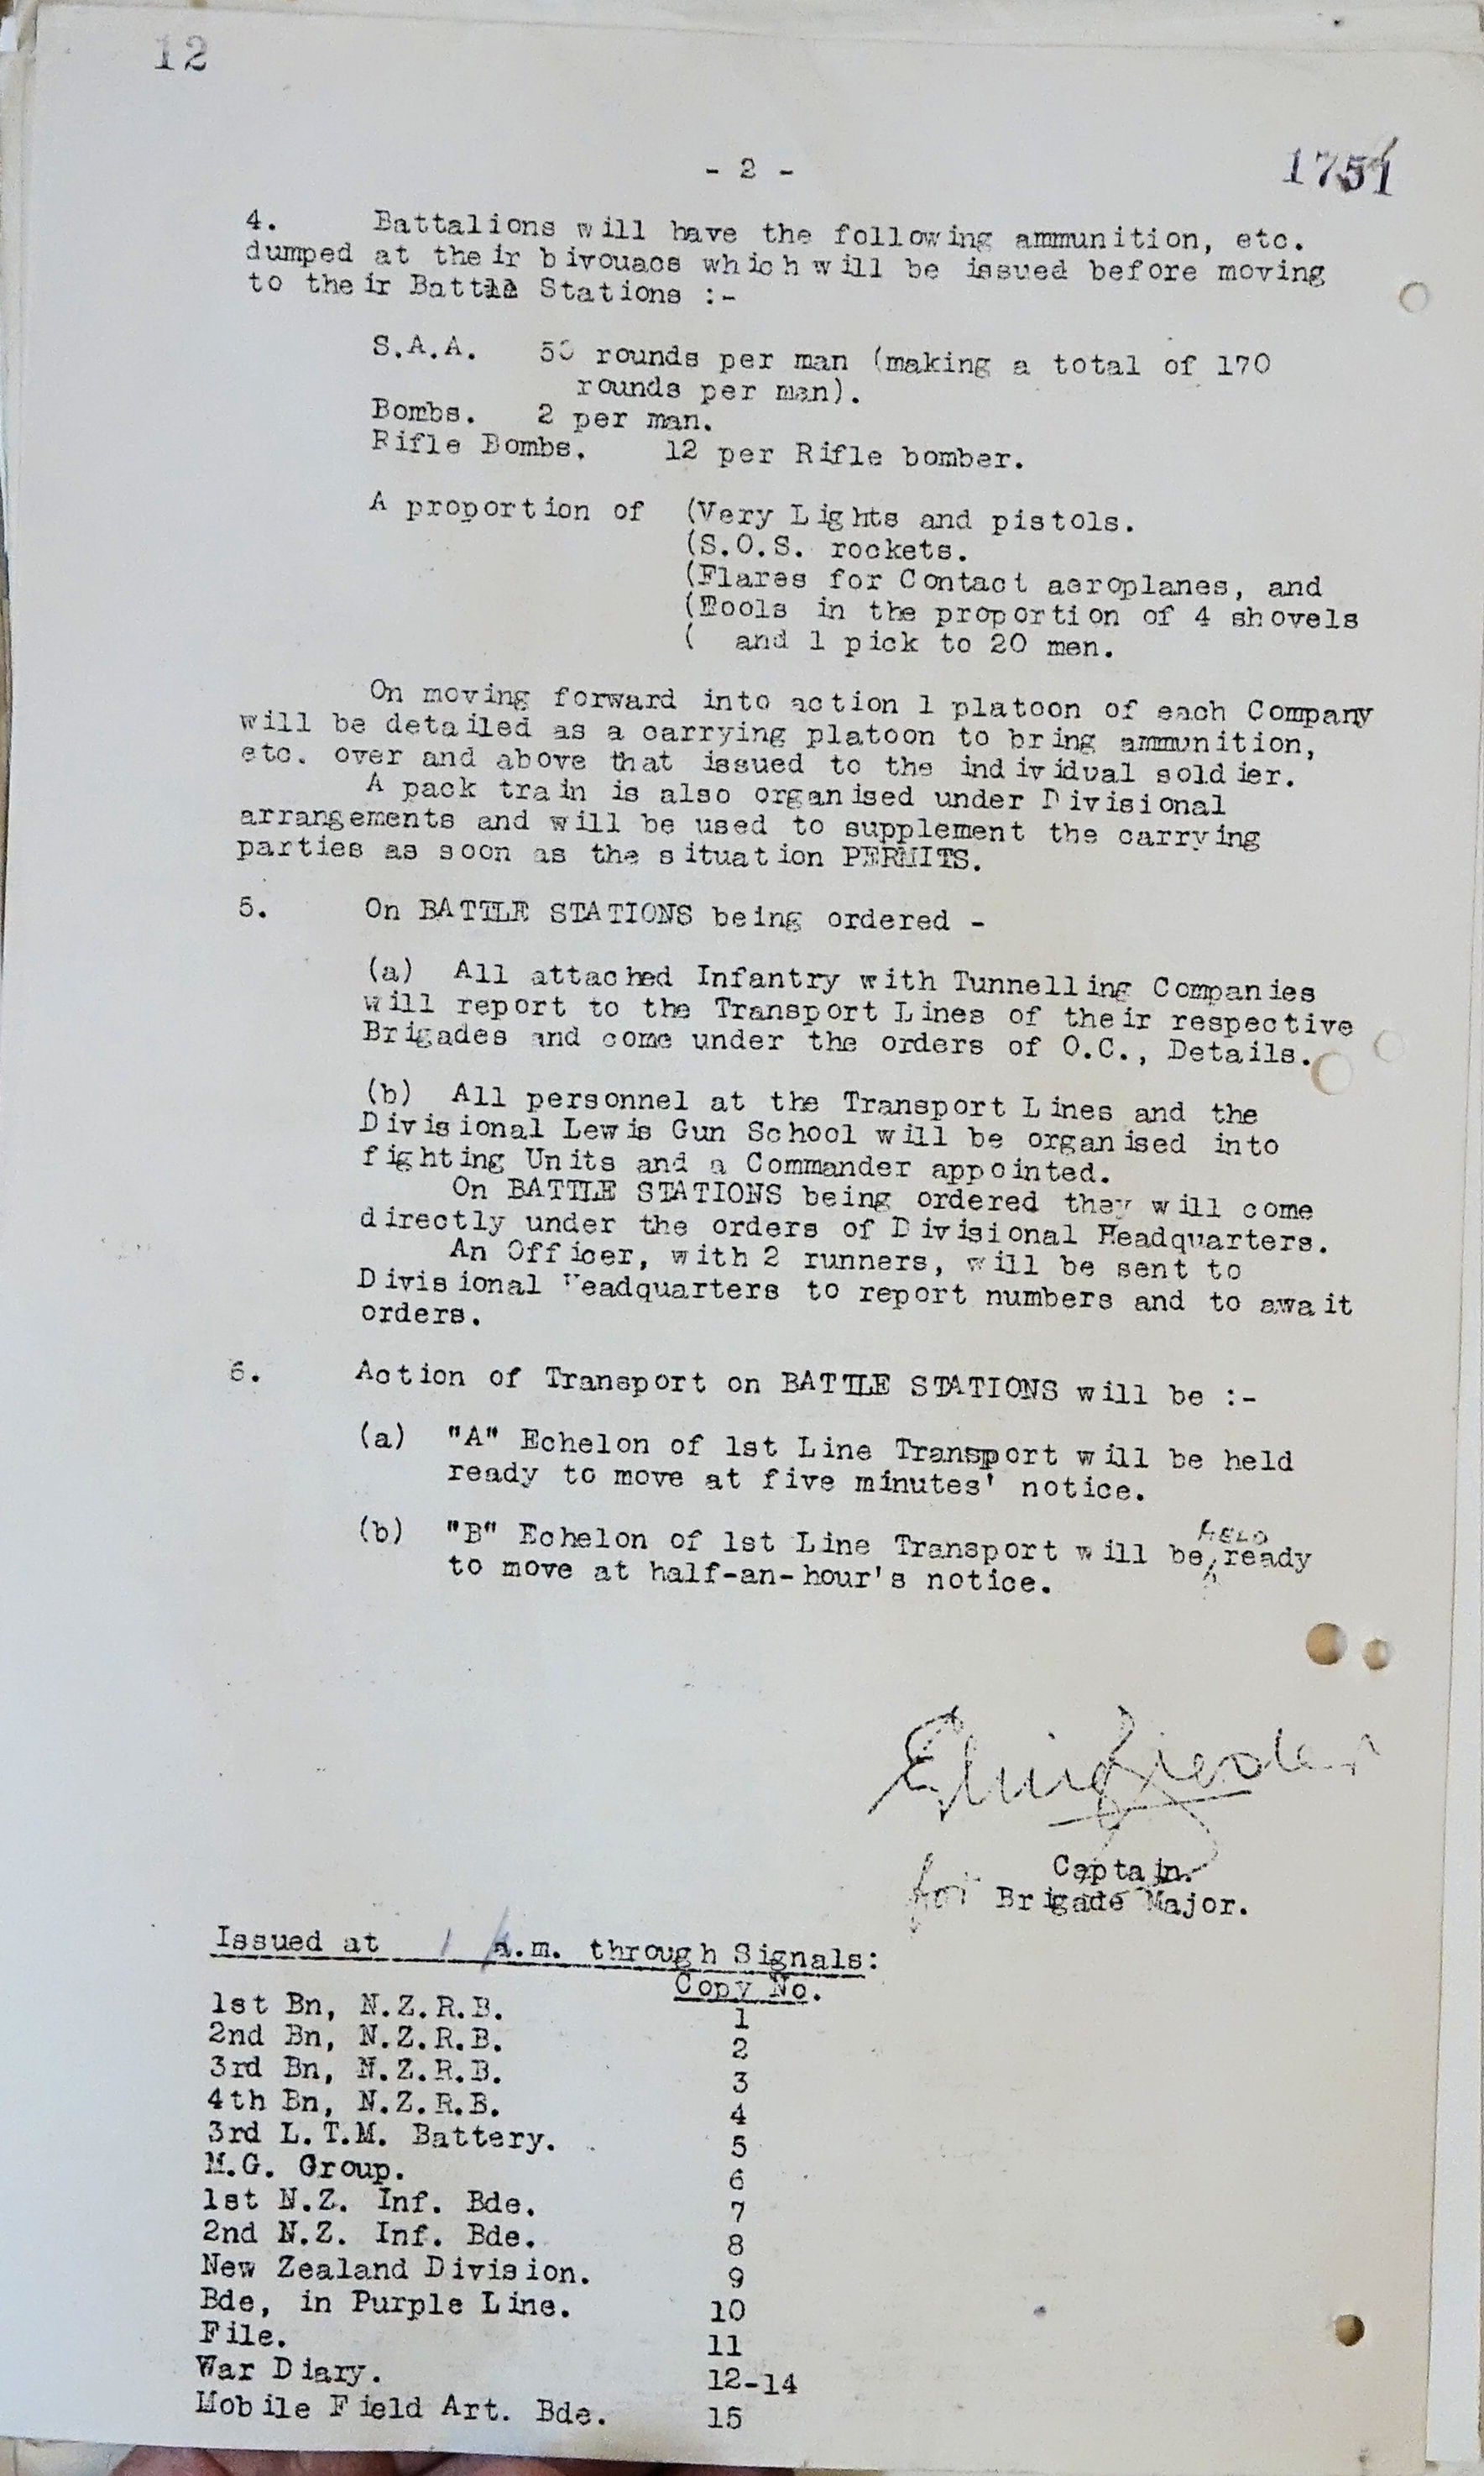 12
- 2 -
1751
4. Battalions will have the following ammunition, etc.
dumped at their bivouacs which will be issued before moving
to their Battle Stations :-
S.A.A. 50 rounds per man (making a total of 170
rounds per man).
Bombs. 2 per man.
Rifle Bombs. 12 per Rifle bomber.
A proportion of (Very Lights and pistols.
(S.O.S. rockets.
(Flares for Contact aeroplanes, and
(Tools in the proportion of 4 shovels
( and 1 pick to 20 men.
On moving forward into action 1 platoon of each Company
will be detailed as a carrying platoon to bring ammunition,
etc. over and above that issued to the individual soldier.
A pack train is also organised under Divisional
arrangements and will be used to supplement the carrying
parties as soon as the situation PERMITS.
5. On BATTLE STATIONS being ordered -
(a) All attached Infantry with Tunnelling Companies
will report to the Transport Lines of their respective
Brigades and come under the orders of O.C., Details.
(b) All personnel at the Transport Lines and the
Divisional Lewis Gun School will be organised into
fighting Units and a Commander appointed.
On BATTLE STATIONS being ordered they will come
directly under the orders of Divisional Headquarters.
An Officer, with 2 runners, will be sent to
Divisional Headquarters to report numbers and to await
orders.
6. Action of Transport on BATTLE STATIONS will be :-
(a) "A" Echelon of 1st Line Transport will be held
ready to move at five minutes' notice.
(b) "B" Echelon of 1st Line Transport will be HELD ready
to move at half-an-hour's notice.
Captain.
for Brigade Major.
Issued at 1 a.m. through Signals:
Copy No.
1st Bn, N.Z.R.B. 1
2nd Bn, N.Z.R.B. 2
3rd Bn, N.Z.R.B. 3
4th Bn, N.Z.R.B. 4
3rd L.T.M. Battery. 5
M.G. Group. 6
1st N.Z. Inf. Bde. 7
2nd N.Z. Inf. Bde. 8
New Zealand Division. 9
Bde, in Purple Line. 10
File. 11
War Diary. 12-14
Mobile Field Art. Bde. 15